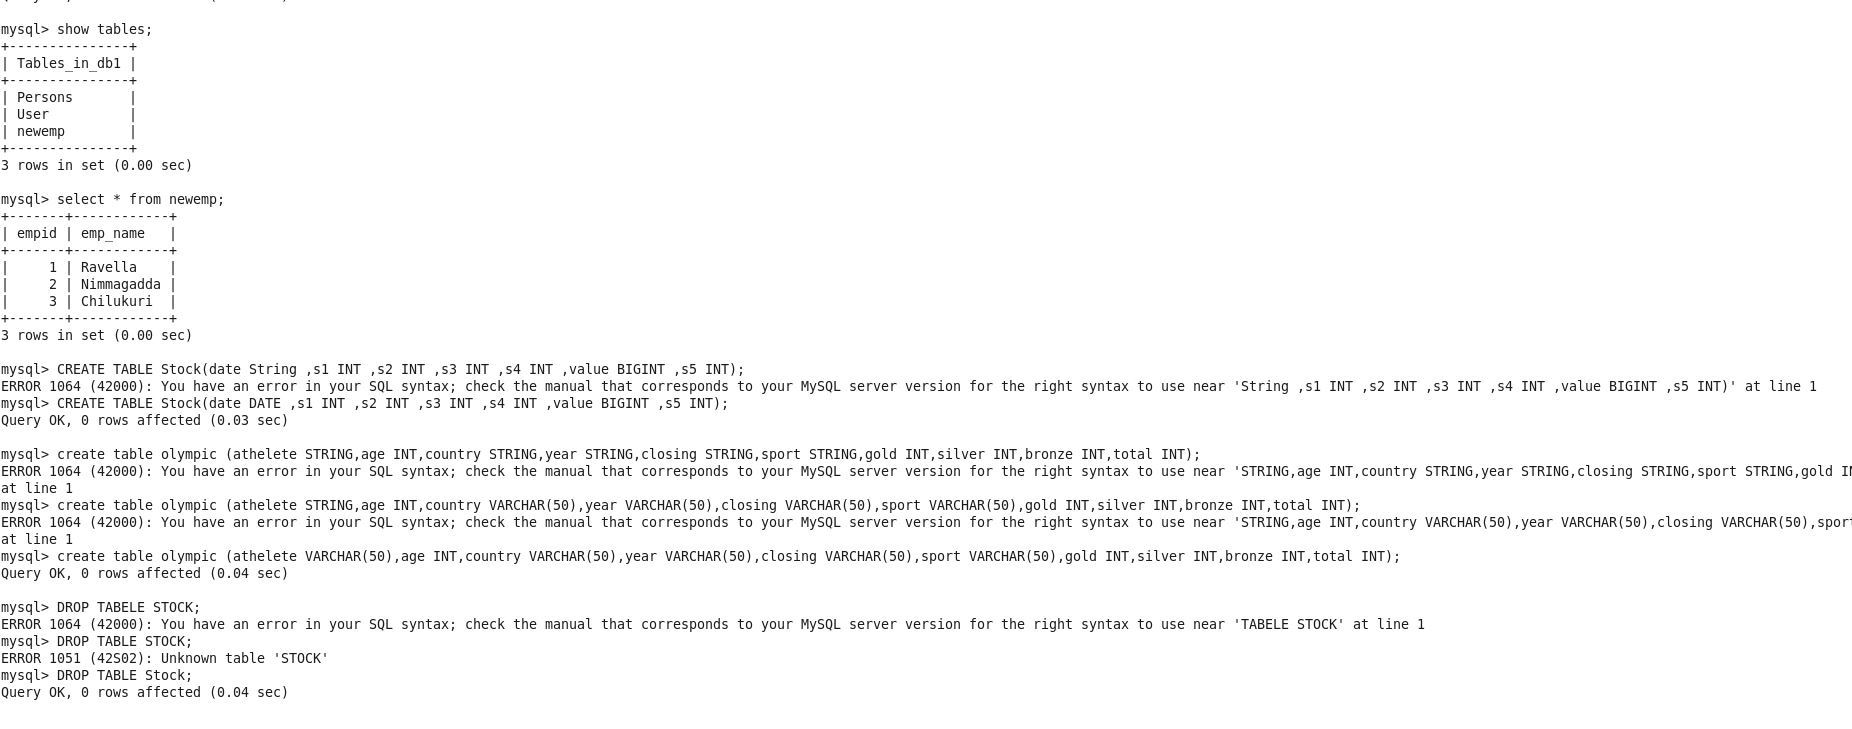 mysql> show tables;
+---------------+
| Tables_in_db1 |
+---------------+
| Persons       |
| User          |
| newemp        |
+---------------+
3 rows in set (0.00 sec)
mysql> select * from newemp;
+-------+------------+
| empid | emp_name   |
+-------+------------+
|     1 | Ravella    |
|     2 | Nimmagadda |
|     3 | Chilukuri  |
+-------+------------+
3 rows in set (0.00 sec)
mysql> CREATE TABLE Stock(date String ,s1 INT ,s2 INT ,s3 INT ,s4 INT ,value BIGINT ,s5 INT);
ERROR 1064 (42000): You have an error in your SQL syntax; check the manual that corresponds to your MySQL server version for the right syntax to use near 'String ,s1 INT ,s2 INT ,s3 INT ,s4 INT ,value BIGINT ,s5 INT)' at line 1
mysql> CREATE TABLE Stock(date DATE ,s1 INT ,s2 INT ,s3 INT ,s4 INT ,value BIGINT ,s5 INT);
Query OK, 0 rows affected (0.03 sec)
mysql> create table olympic (athelete STRING,age INT,country STRING,year STRING,closing STRING,sport STRING,gold INT,silver INT,bronze INT,total INT);
ERROR 1064 (42000): You have an error in your SQL syntax; check the manual that corresponds to your MySQL server version for the right syntax to use near 'STRING,age INT,country STRING,year STRING,closing STRING,sport STRING,gold
at line 1
mysql> create table olympic (athelete STRING,age INT,country VARCHAR(50),year VARCHAR(50),closing VARCHAR(50),sport VARCHAR(50),gold INT,silver INT,bronze INT,total INT);
ERROR 1064 (42000): You have an error in your SQL syntax; check the manual that corresponds to your MySQL server version for the right syntax to use near 'STRING,age INT,country VARCHAR(50),year VARCHAR(50),closing VARCHAR(50),sport
at line 1
mysql> create table olympic (athelete VARCHAR(50),age INT,country VARCHAR(50),year VARCHAR(50),closing VARCHAR(50),sport VARCHAR(50),gold INT,silver INT,bronze INT,total INT);
Query OK, 0 rows affected (0.04 sec)
mysql> DROP TABELE STOCK;
ERROR 1064 (42000): You have an error in your SQL syntax; check the manual that corresponds to your MySQL server version for the right syntax to use near 'TABELE STOCK' at line 1
mysql> DROP TABLE STOCK;
ERROR 1051 (42S02): Unknown table 'STOCK'
mysql> DROP TABLE Stock;
Query OK, 0 rows affected (0.04 sec)